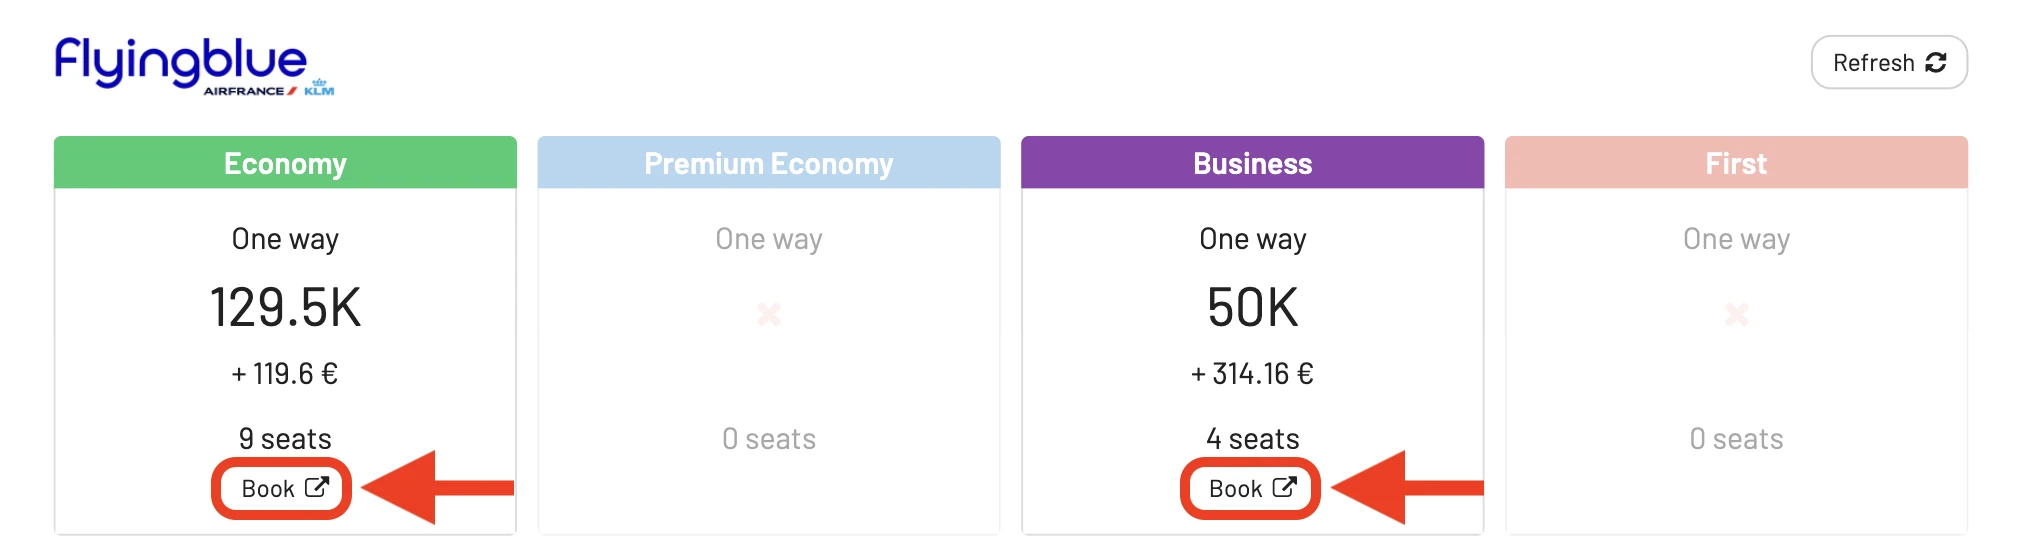 Flyingblue
AIRFRANCE KLM
Refresh
Economy
One way
129.5K
+ 119.6 €
9 seats
Book
Premium Economy
One way
0 seats
Business
One way
50K
+ 314.16 €
4 seats
Book
First
One way
0 seats